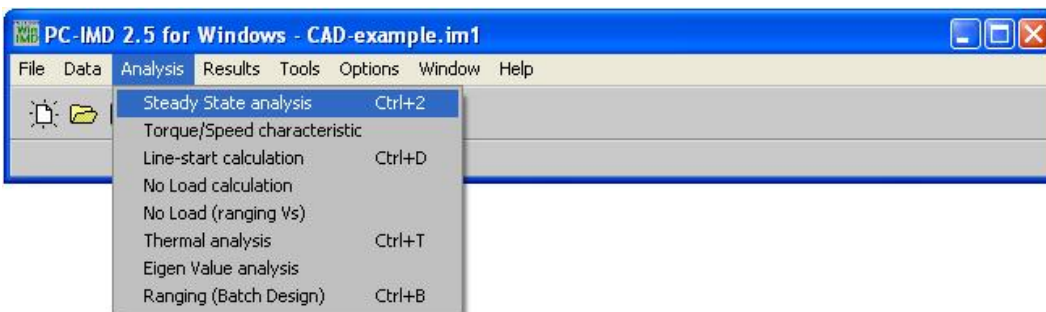 PC-IMD 2.5 for Windows - CAD-example.im1
File Data Analysis Results Tools Options Window Help
Steady State analysis Ctrl+2
Torque/Speed characteristic
Line-start calculation Ctrl+D
No Load calculation
No Load (ranging Vs)
Thermal analysis Ctrl+T
Eigen Value analysis
Ranging (Batch Design) Ctrl+B